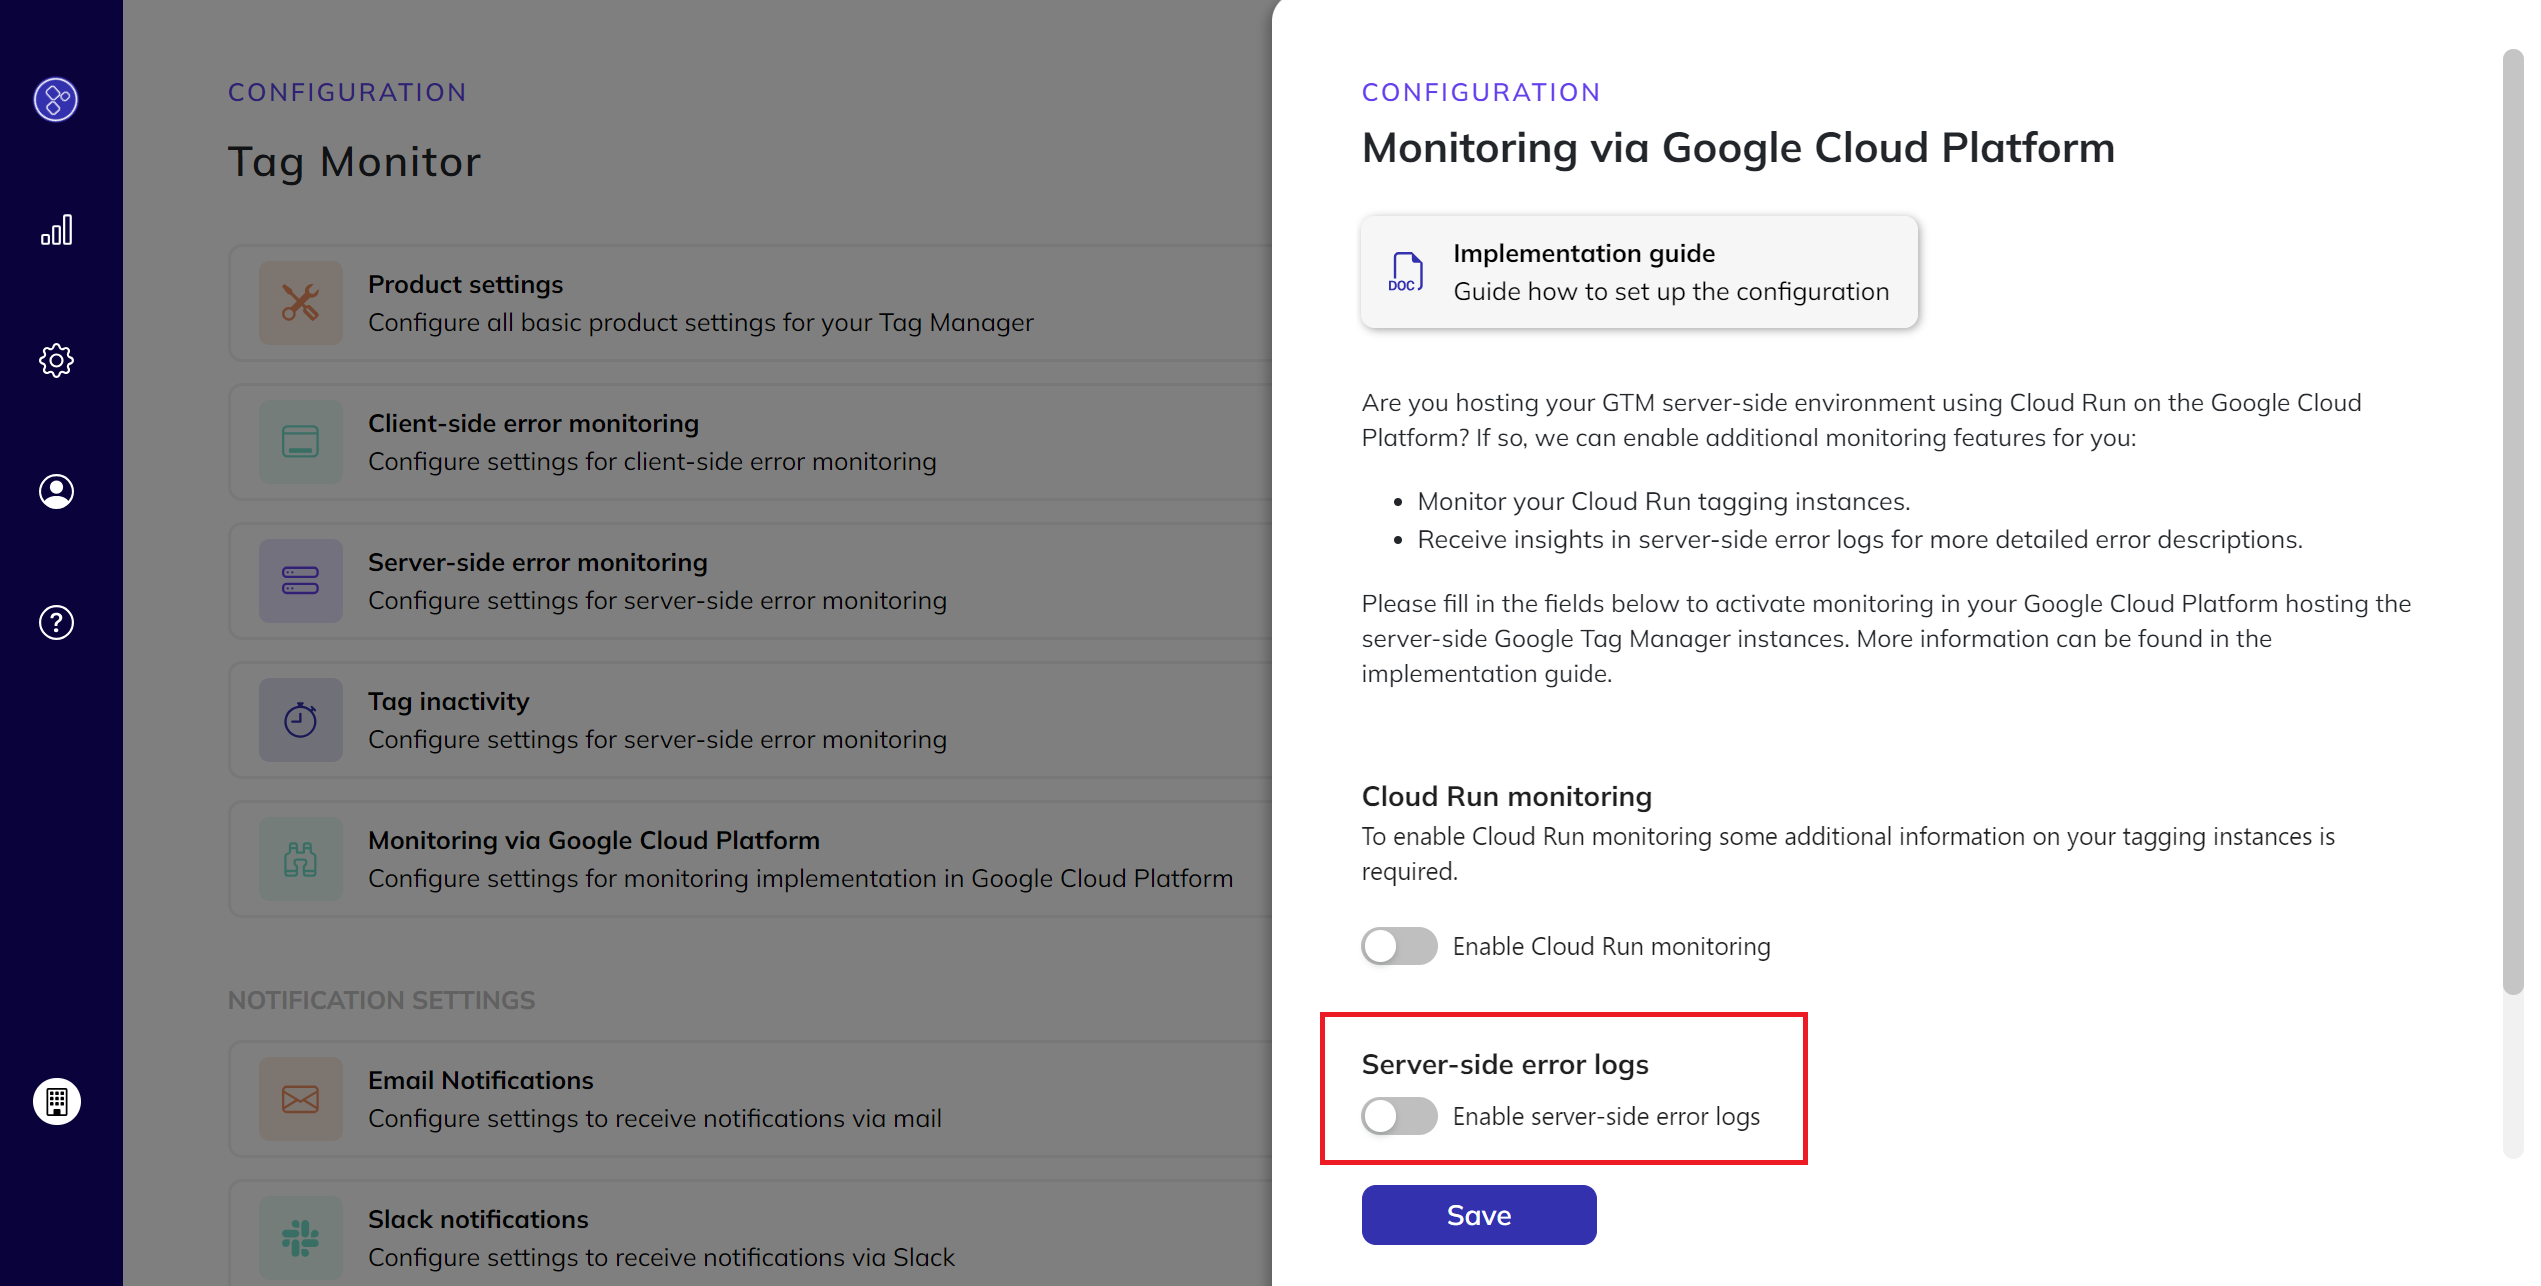 CONFIGURATION
Tag Monitor
Product settings
Configure all basic product settings for your Tag Manager
Client-side error monitoring
Configure settings for client-side error monitoring
Server-side error monitoring
Configure settings for server-side error monitoring
Tag inactivity
Configure settings for server-side error monitoring
Monitoring via Google Cloud Platform
Configure settings for monitoring implementation in Google Cloud Platform
NOTIFICATION SETTINGS
Email Notifications
Configure settings to receive notifications via mail
Slack notifications
Configure settings to receive notifications via Slack
CONFIGURATION
Monitoring via Google Cloud Platform
DOC
Implementation guide
Guide how to set up the configuration
Are you hosting your GTM server-side environment using Cloud Run on the Google Cloud
Platform? If so, we can enable additional monitoring features for you:
• Monitor your Cloud Run tagging instances.
• Receive insights in server-side error logs for more detailed error descriptions.
Please fill in the fields below to activate monitoring in your Google Cloud Platform hosting the
server-side Google Tag Manager instances. More information can be found in the
implementation guide.
Cloud Run monitoring
To enable Cloud Run monitoring some additional information on your tagging instances is
required.
Enable Cloud Run monitoring
Server-side error logs
Enable server-side error logs
Save